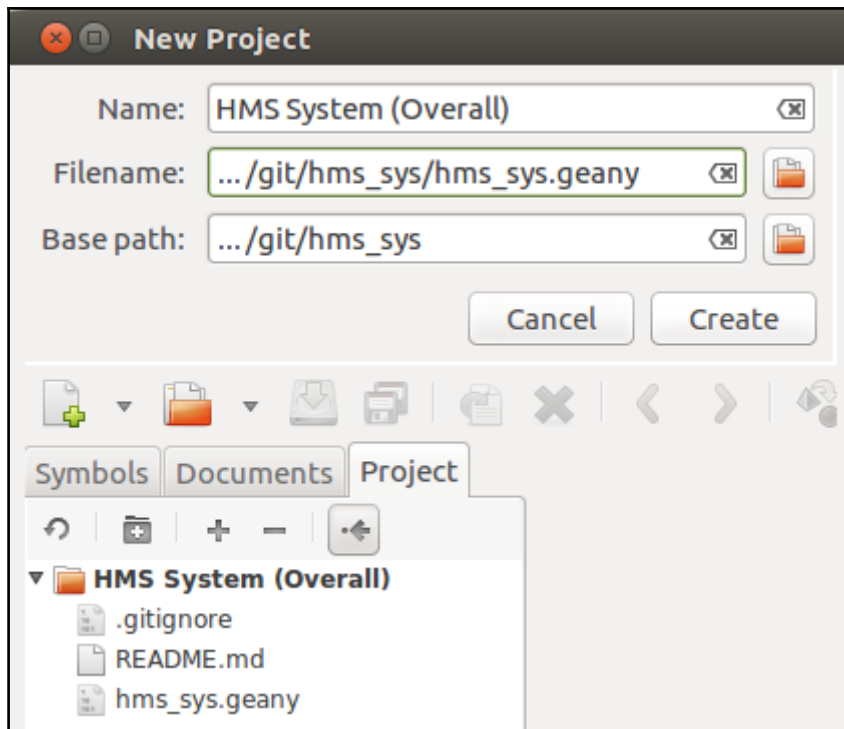 New Project
Name: HMS System (Overall)
Filename: .../git/hms_sys/hms_sys.geany
Base path: .../git/hms_sys
Cancel Create
Symbols Documents Project
HMS System (Overall)
.gitignore
README.md
hms_sys.geany